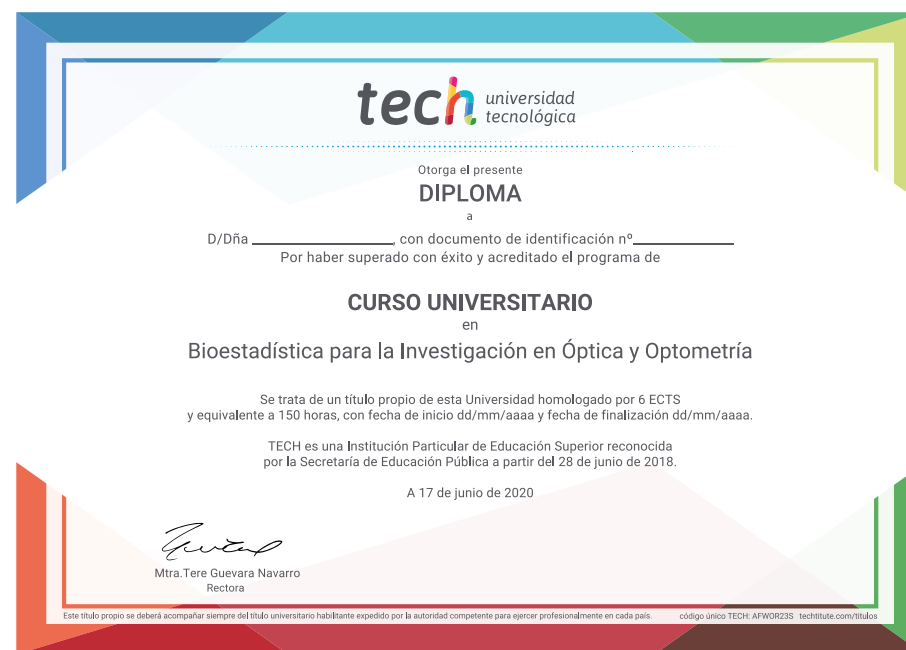 tech universidad
tecnológica
Otorga el presente
DIPLOMA
a
D/Dña ____________________, con documento de identificación nº______________
Por haber superado con éxito y acreditado el programa de
CURSO UNIVERSITARIO
en
Bioestadística para la Investigación en Óptica y Optometría
Se trata de un título propio de esta Universidad homologado por 6 ECTS
y equivalente a 150 horas, con fecha de inicio dd/mm/aaaa y fecha de finalización dd/mm/aaaa.
TECH es una Institución Particular de Educación Superior reconocida
por la Secretaría de Educación Pública a partir del 28 de junio de 2018.
A 17 de junio de 2020
Mtra.Tere Guevara Navarro
Rectora
Este título propio se deberá acompañar siempre del título universitario habilitante expedido por la autoridad competente para ejercer profesionalmente en cada país. código único TECH: AFWOR23S techtitute.com/titulos